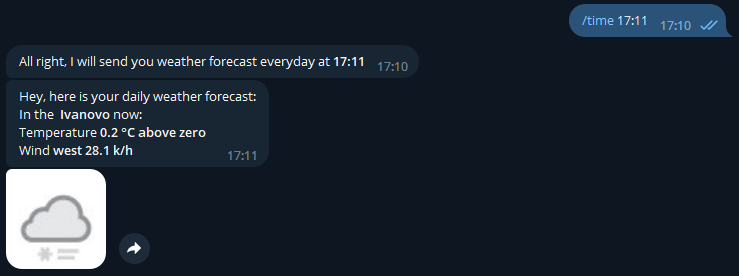 /time 17:11 17:10
All right, I will send you weather forecast everyday at 17:11 17:10
Hey, here is your daily weather forecast:
In the Ivanovo now:
Temperature 0.2 °C above zero
Wind west 28.1 k/h 17:11